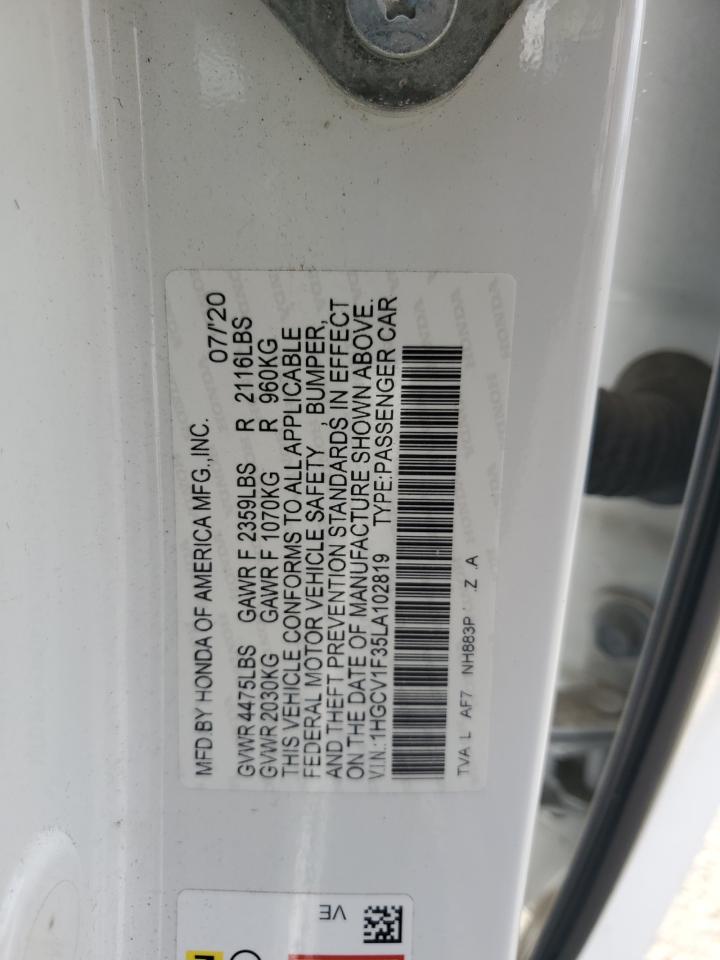 MFD.BY HONDA OF AMERICA MFG.,INC. 07/'20
GVWR 4475LBS GAWR F 2359LBS R 2116LBS
GVWR 2030KG GAWR F 1070KG R 960KG
THIS VEHICLE CONFORMS TO ALL APPLICABLE
FEDERAL MOTOR VEHICLE SAFETY , BUMPER,
AND THEFT PREVENTION STANDARDS IN EFFECT
ON THE DATE OF MANUFACTURE SHOWN ABOVE.
V.I.N.:1HGCV1F35LA102819 TYPE:PASSENGER CAR
TVA L AF7 NH883P Z A
VE